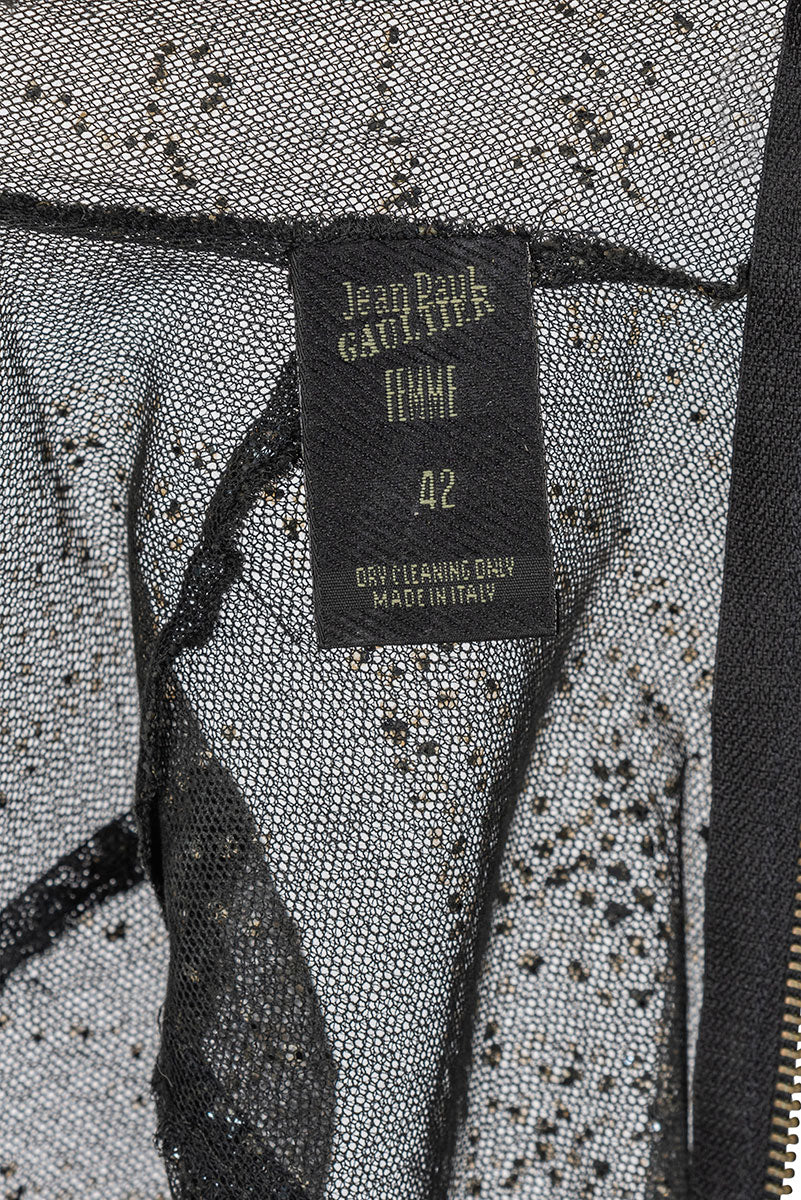 Jean Paul
GAULTIER
FEMME
42
DRY CLEANING ONLY
MADE IN ITALY